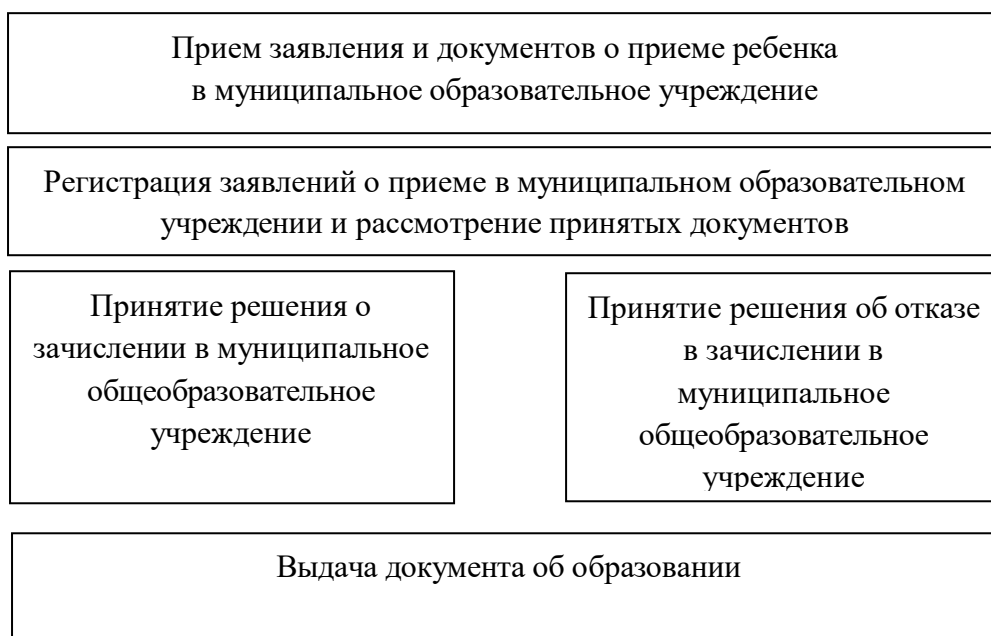 Прием заявления и документов о приеме ребенка
в муниципальное образовательное учреждение
Регистрация заявлений о приеме в муниципальном образовательном
учреждении и рассмотрение принятых документов
Принятие решения о
зачислении в муниципальное
общеобразовательное
учреждение
Принятие решения об отказе
в зачислении в
муниципальное
общеобразовательное
учреждение
Выдача документа об образовании